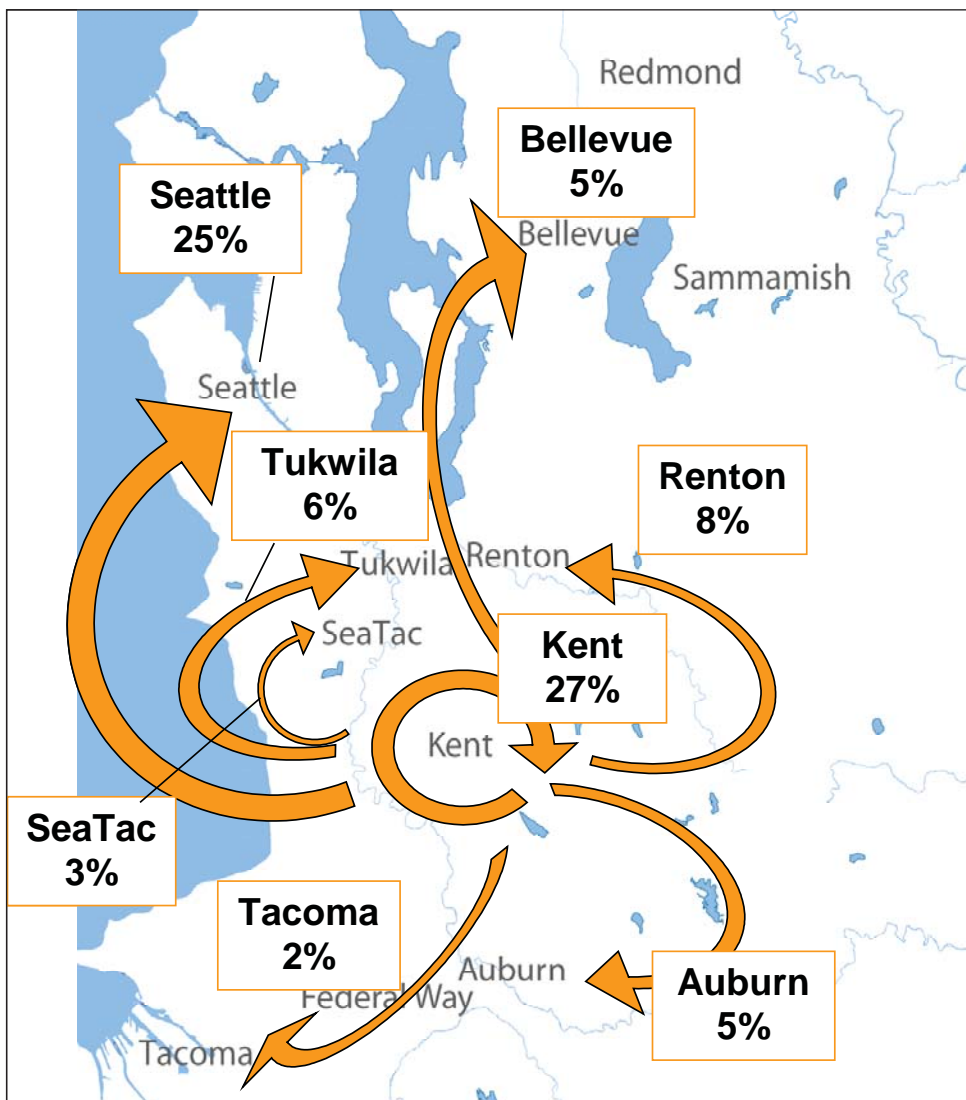 Redmond
Bellevue
5%
Seattle
25%
Bellevue
Sammamish
Seattle
Tukwila
6%
Renton
8%
Tukwila
Renton
SeaTac
Kent
27%
Kent
SeaTac
3%
Tacoma
2%
Auburn
Auburn
5%
Federal Way
Tacoma